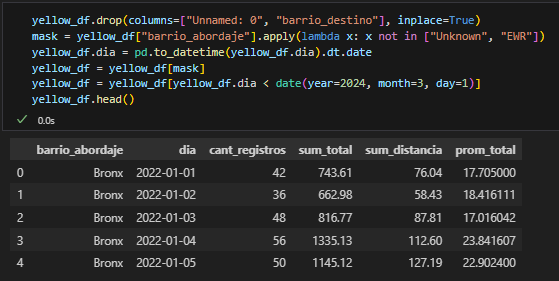 yellow_df.drop(columns=["Unnamed: 0", "barrio_destino"], inplace=True)
mask = yellow_df["barrio_abordaje"].apply(lambda x: x not in ["Unknown", "EWR"])
yellow_df.dia = pd.to_datetime(yellow_df.dia).dt.date
yellow_df = yellow_df[mask]
yellow_df = yellow_df[yellow_df.dia < date(year=2024, month=3, day=1)]
yellow_df.head()
0.0s
barrio_abordaje dia cant_registros sum_total sum_distancia prom_total
0 Bronx 2022-01-01 42 743.61 76.04 17.705000
1 Bronx 2022-01-02 36 662.98 58.43 18.416111
2 Bronx 2022-01-03 48 816.77 87.81 17.016042
3 Bronx 2022-01-04 56 1335.13 112.60 23.841607
4 Bronx 2022-01-05 50 1145.12 127.19 22.902400